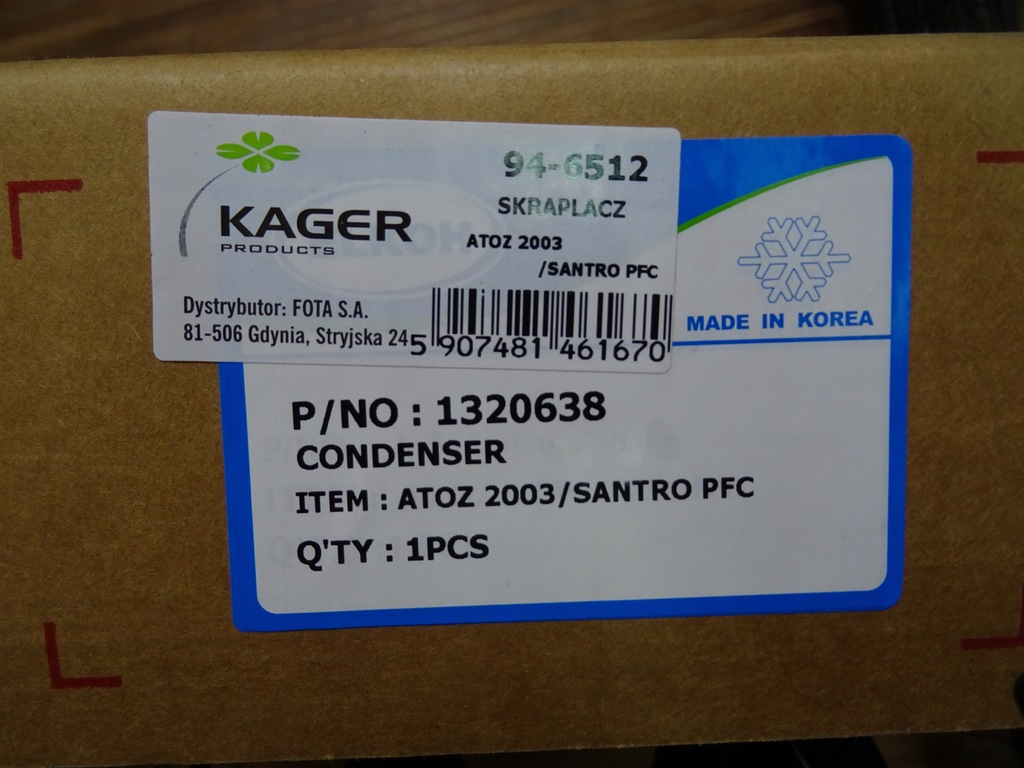 KAGER
PRODUCTS
94-6512
SKRAPLACZ
ATOZ 2003
/SANTRO PFC
Dystrybutor: FOTA S.A.
81-506 Gdynia, Stryjska 24
5 907481 461670
MADE IN KOREA
P/NO : 1320638
CONDENSER
ITEM : ATOZ 2003/SANTRO PFC
Q'TY : 1PCS